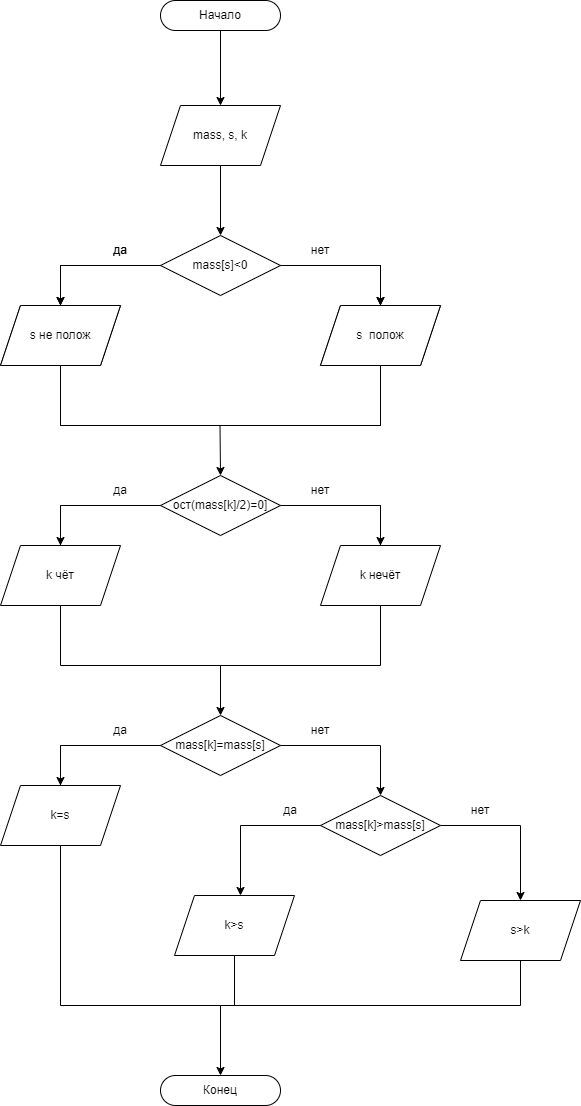 Начало
mass, s, k
да
mass[s]<0
нет
s не полож
s полож
да
ост(mass[k]/2)=0]
нет
k чёт
k нечёт
да
mass[k]=mass[s]
нет
k=s
да
mass[k]>mass[s]
нет
k>s
s>k
Конец